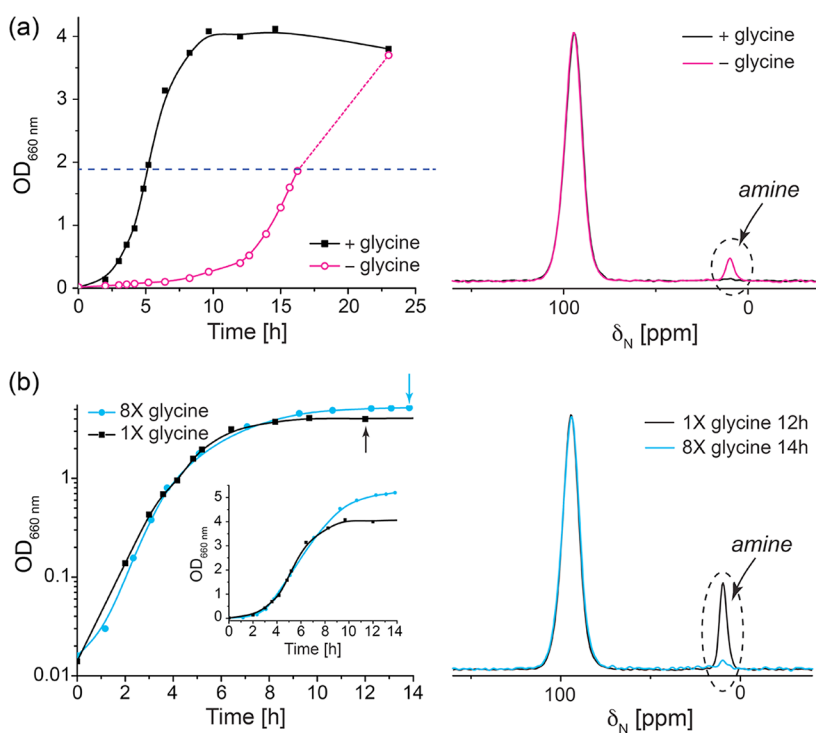 (a)
OD660 nm
4
3
2
1
0
+ glycine
– glycine
0 5 10 15 20 25
Time [h]
+ glycine
– glycine
amine
100 0
δN [ppm]
(b)
OD660 nm
8X glycine
1X glycine
1
0.1
0.01
OD660 nm
5
4
3
2
1
0
0 2 4 6 8 10 12 14
Time [h]
0 2 4 6 8 10 12 14
Time [h]
1X glycine 12h
8X glycine 14h
amine
100 0
δN [ppm]